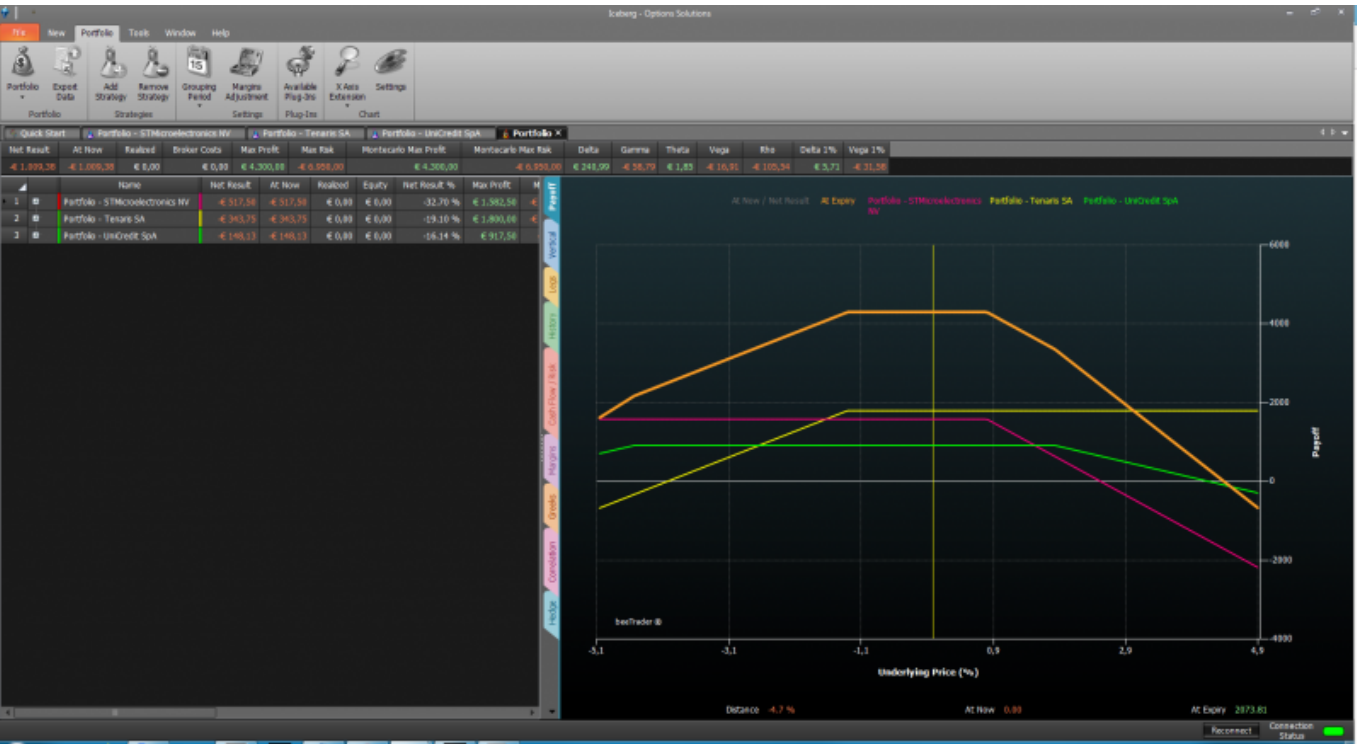 Iceberg - Options Solutions
File New Portfolio Tools Window Help
Portfolio Export Data Add Strategy Remove Strategy Grouping Period Margins Adjustment Available Plug-Ins X Axis Extension Settings
Portfolio Strategies Settings Plug-Ins Chart
Quick Start Portfolio - STMicroelectronics NV Portfolio - Tenaris SA Portfolio - UniCredit SpA Portfolio
Net Result At Now Realized Broker Costs Max Profit Max Risk Montecarlo Max Profit Montecarlo Max Risk Delta Gamma Theta Vega Rho Delta 1% Vega 1%
-€ 1.009,38 -€ 1.009,38 € 0,00 € 0,00 € 4.300,00 -€ 6.950,00 € 4.300,00 -€ 6.950,00 € 248,99 -€ 38,79 € 1,85 -€ 16,91 -€ 105,54 € 5,71 -€ 31,58
Name Net Result At Now Realized Equity Net Result % Max Profit M
1 Portfolio - STMicroelectronics NV -€ 517,50 -€ 517,50 € 0,00 € 0,00 -32.70 % € 1.582,50 -€
2 Portfolio - Tenaris SA -€ 343,75 -€ 343,75 € 0,00 € 0,00 -19.10 % € 1.800,00 -€
3 Portfolio - UniCredit SpA -€ 148,13 -€ 148,13 € 0,00 € 0,00 -16.14 % € 917,50
Payoff
Vertical
Legs
History
Cash Flow / Risk
Margins
Greeks
Correlation
Hedge
At Now / Net Result At Expiry Portfolio - STMicroelectronics NV Portfolio - Tenaris SA Portfolio - UniCredit SpA
6000
4000
2000
0
-2000
-4000
Payoff
beeTrader ®
-5,1 -3,1 -1,1 0,9 2,9 4,9
Underlying Price (%)
Distance -4.7 % At Now 0.00 At Expiry 2073.81
Reconnect Connection Status